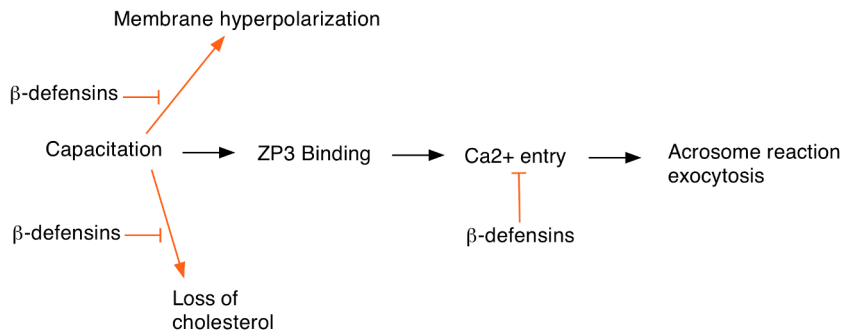 Membrane hyperpolarization
β-defensins
Capacitation
ZP3 Binding
Ca2+ entry
Acrosome reaction
exocytosis
β-defensins
β-defensins
Loss of
cholesterol